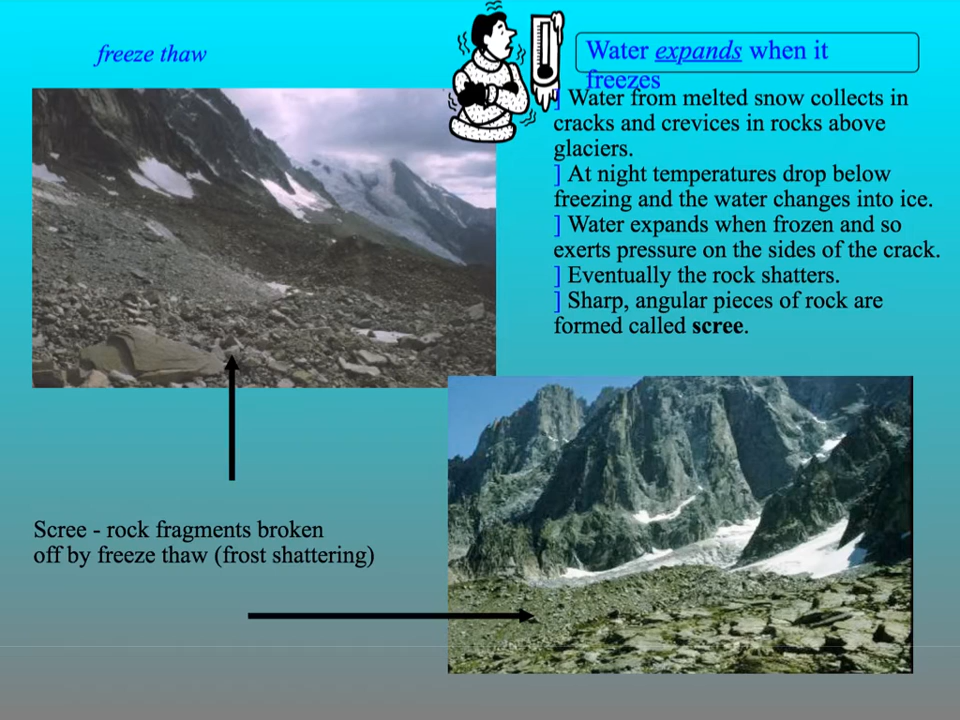 freeze thaw
Water expands when it
freezes
] Water from melted snow collects in
cracks and crevices in rocks above
glaciers.
] At night temperatures drop below
freezing and the water changes into ice.
] Water expands when frozen and so
exerts pressure on the sides of the crack.
] Eventually the rock shatters.
] Sharp, angular pieces of rock are
formed called scree.
Scree - rock fragments broken
off by freeze thaw (frost shattering)